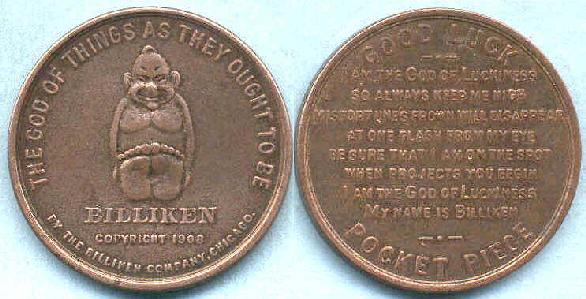 THE GOD OF THINGS AS THEY OUGHT TO BE
BILLIKEN
COPYRIGHT 1908
BY THE BILLIKEN COMPANY, CHICAGO.
GOOD LUCK
I AM THE GOD OF LUCKINESS
SO ALWAYS KEEP ME NIGH
MISFORTUNE'S FROWN WILL DISAPPEAR
AT ONE FLASH FROM MY EYE
BE SURE THAT I AM ON THE SPOT
WHEN PROJECTS YOU BEGIN
I AM THE GOD OF LUCKINESS
MY NAME IS BILLIKEN
POCKET PIECE